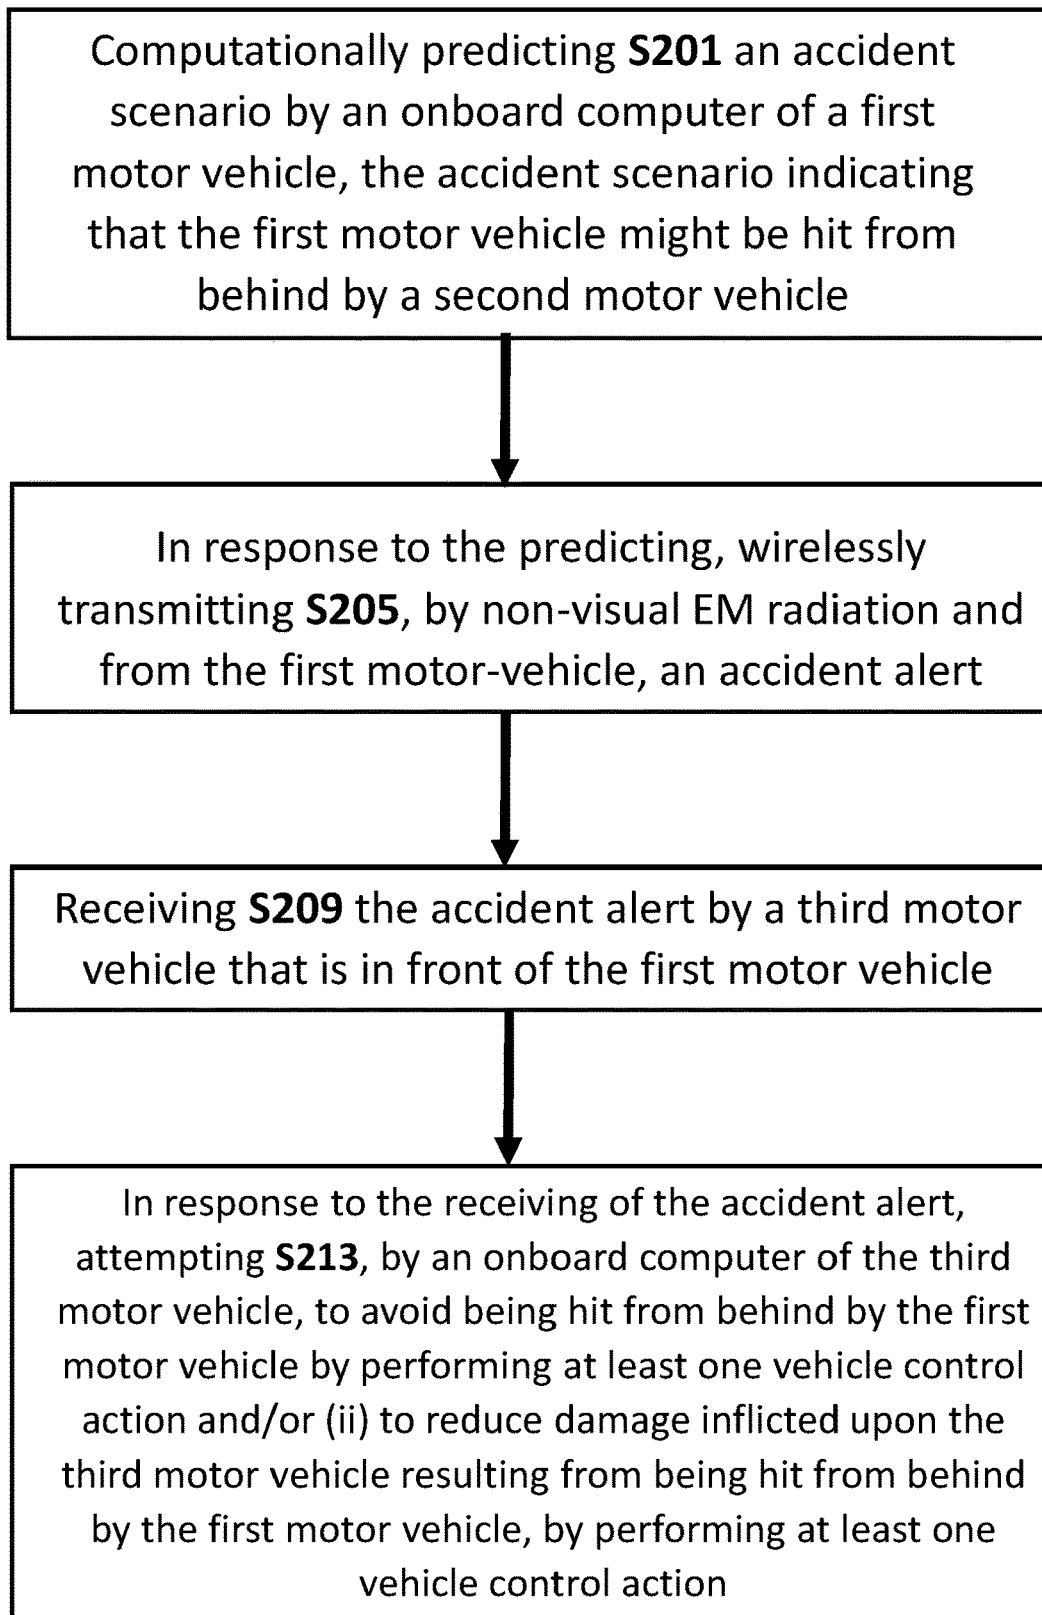 Computationally predicting S201 an accident
scenario by an onboard computer of a first
motor vehicle, the accident scenario indicating
that the first motor vehicle might be hit from
behind by a second motor vehicle
In response to the predicting, wirelessly
transmitting S205, by non-visual EM radiation and
from the first motor-vehicle, an accident alert
Receiving S209 the accident alert by a third motor
vehicle that is in front of the first motor vehicle
In response to the receiving of the accident alert,
attempting S213, by an onboard computer of the third
motor vehicle, to avoid being hit from behind by the first
motor vehicle by performing at least one vehicle control
action and/or (ii) to reduce damage inflicted upon the
third motor vehicle resulting from being hit from behind
by the first motor vehicle, by performing at least one
vehicle control action